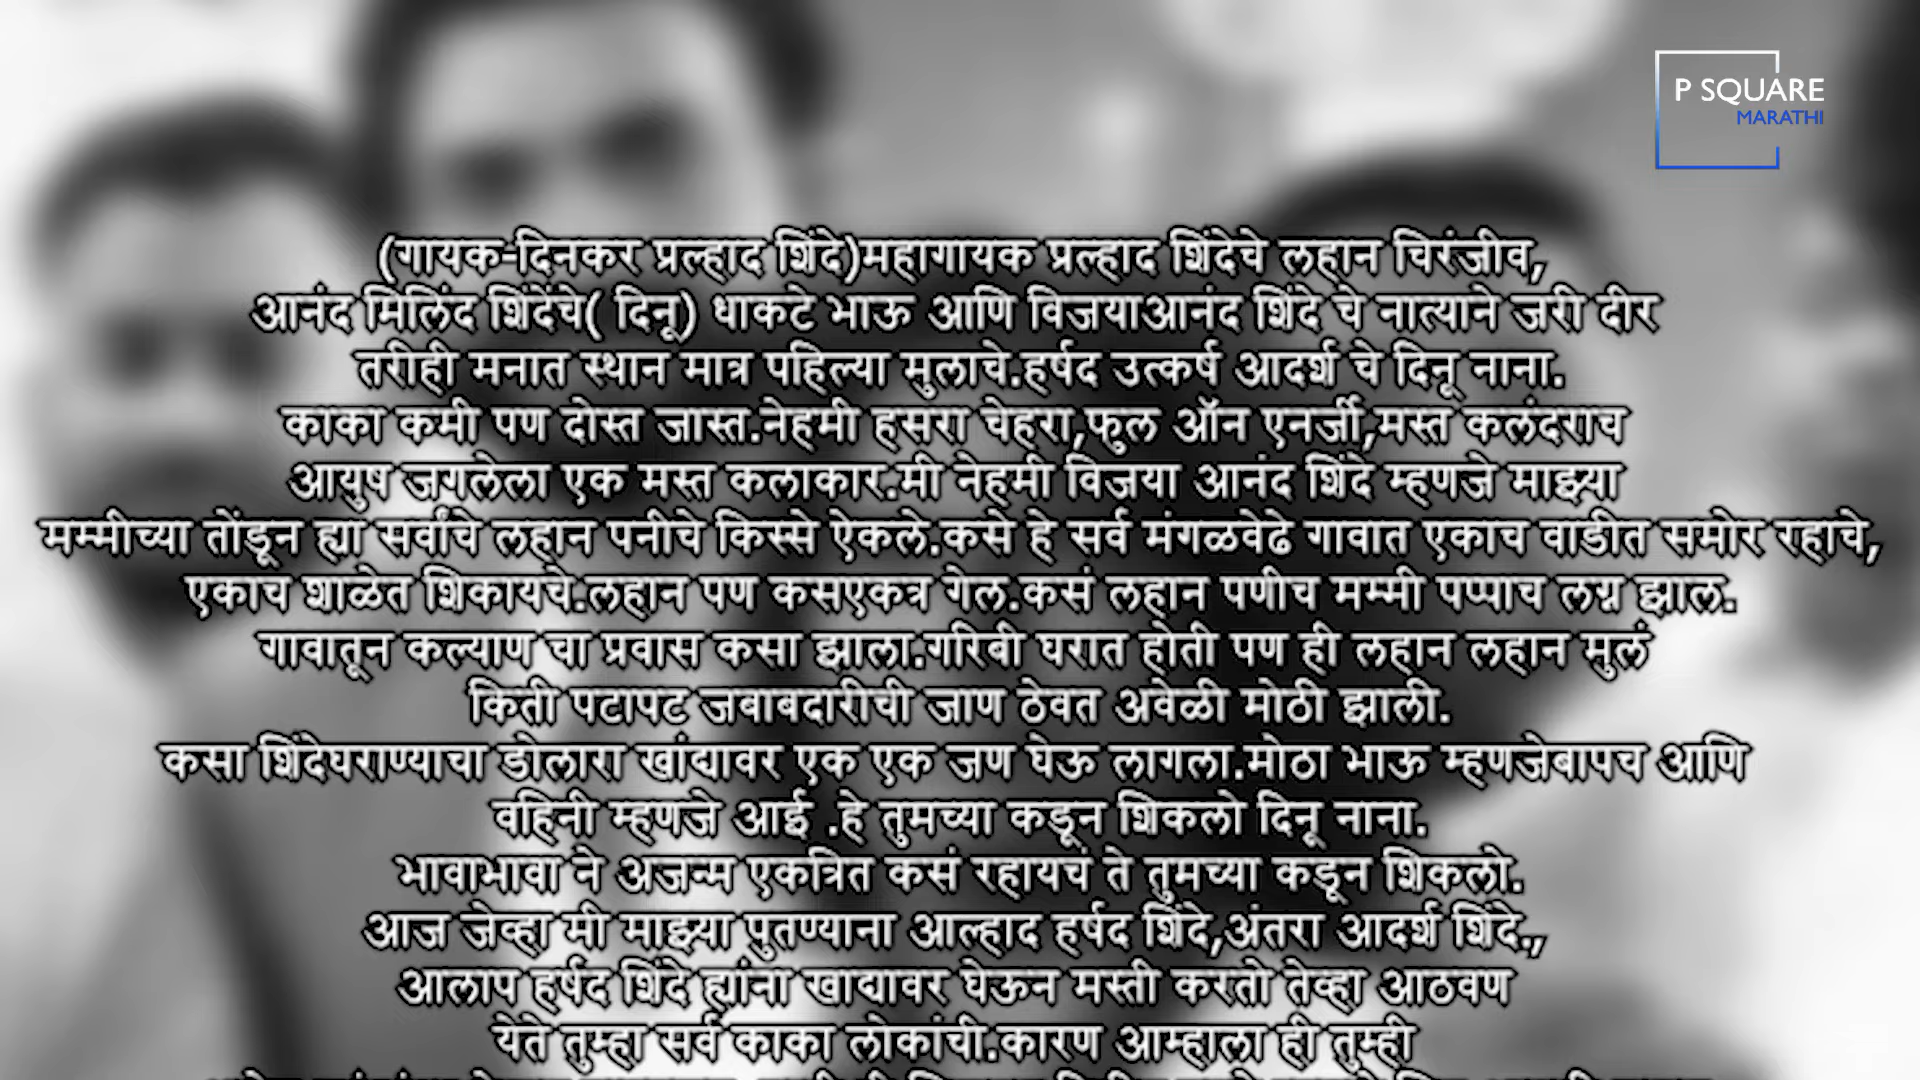 P SQUARE
MARATHI
(गायक-दिनकर प्रल्हाद शिंदे)महागायक प्रल्हाद शिंदेचे लहान चिरंजीव,
आनंद मिलिंद शिंदेंचे( दिनू) धाकटे भाऊ आणि विजयाआनंद शिंदे चे नात्याने जरी दीर
तरीही मनात स्थान मात्र पहिल्या मुलाचे.हर्षद उत्कर्ष आदर्श चे दिनू नाना.
काका कमी पण दोस्त जास्त.नेहमी हसरा चेहरा,फुल ऑन एनर्जी,मस्त कलंदराच
आयुष जगलेला एक मस्त कलाकार.मी नेहमी विजया आनंद शिंदे म्हणजे माझ्या
मम्मीच्या तोंडून ह्या सर्वांचे लहान पनीचे किस्से ऐकले.कसे हे सर्व मंगळवेढे गावात एकाच वाडीत समोर रहाचे,
एकाच शाळेत शिकायचे.लहान पण कसएकत्र गेल.कसं लहान पणीच मम्मी पप्पाच लग्न झाल.
गावातून कल्याण चा प्रवास कसा झाला.गरिबी घरात होती पण ही लहान लहान मुलं
किती पटापट जबाबदारीची जाण ठेवत अवेळी मोठी झाली.
कसा शिंदेघराण्याचा डोलारा खांद्यावर एक एक जण घेऊ लागला.मोठा भाऊ म्हणजेबापच आणि
वहिनी म्हणजे आई .हे तुमच्या कडून शिकलो दिनू नाना.
भावाभावा ने अजन्म एकत्रित कसं रहायचं ते तुमच्या कडून शिकलो.
आज जेव्हा मी माझ्या पुतण्याना आल्हाद हर्षद शिंदे,अंतरा आदर्श शिंदे.,
आलाप हर्षद शिंदे ह्यांना खाद्यावर घेऊन मस्ती करतो तेव्हा आठवण
येते तुम्हा सर्व काका लोकांची.कारण आम्हाला ही तुम्ही